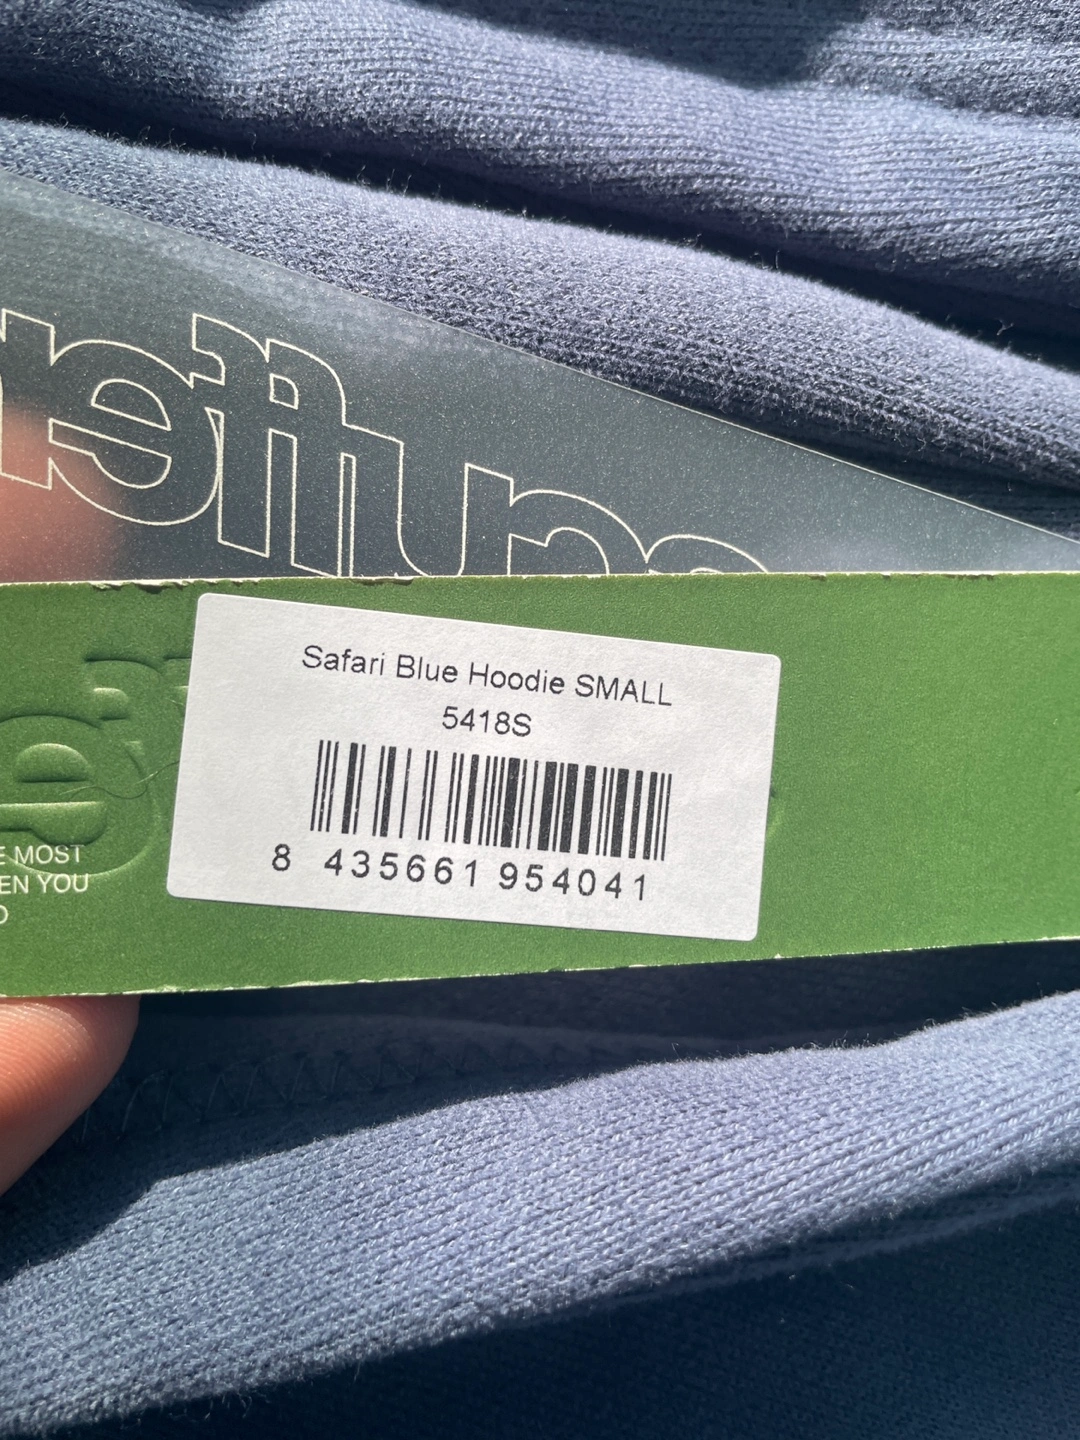 Safari Blue Hoodie SMALL
5418S
8 435661 954041
MOST
EN YOU